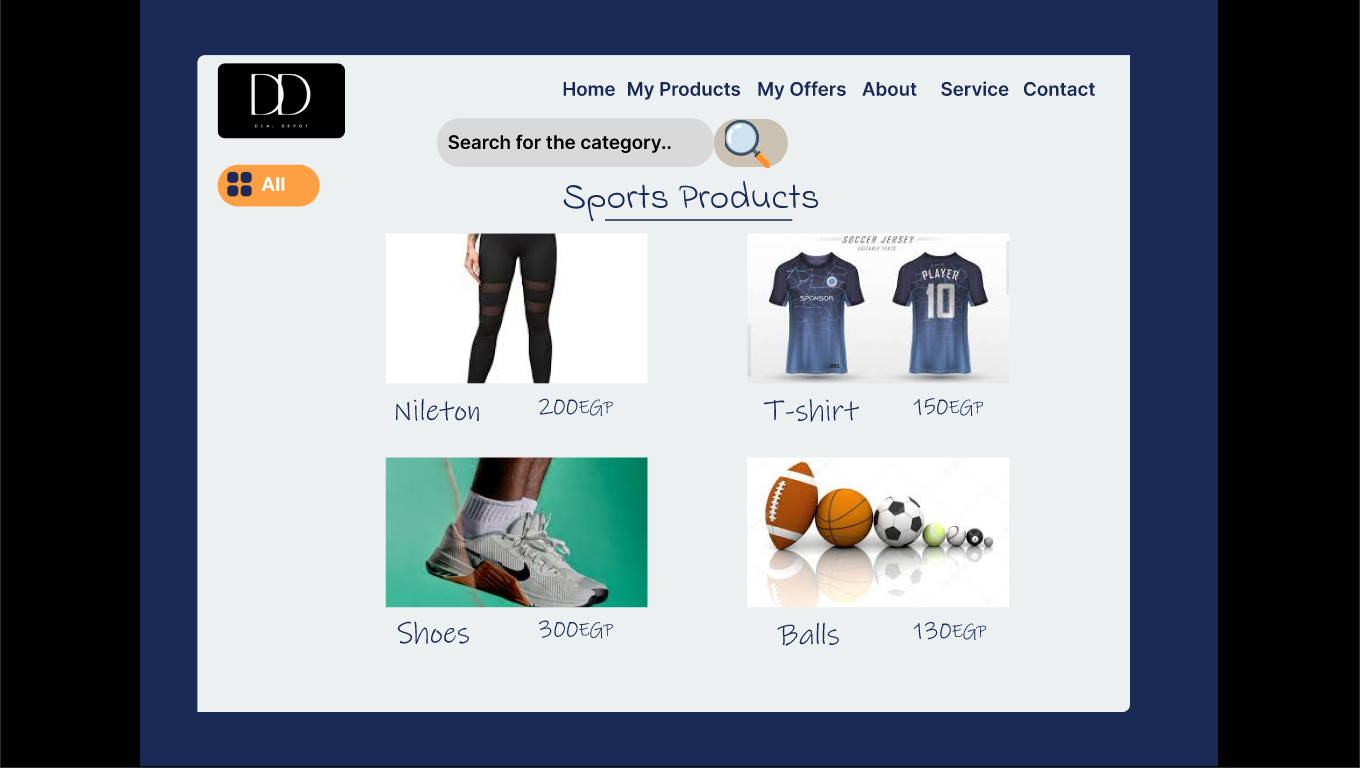 DD
DEAL DEPOT
Home My Products My Offers About Service Contact
Search for the category..
All
Sports Products
SOCCER JERSEY
EDITABLE TEXTS
SPONSOR
PLAYER
10
Nileton 200EGP
T-shirt 150EGP
Shoes 300EGP
Balls 130EGP